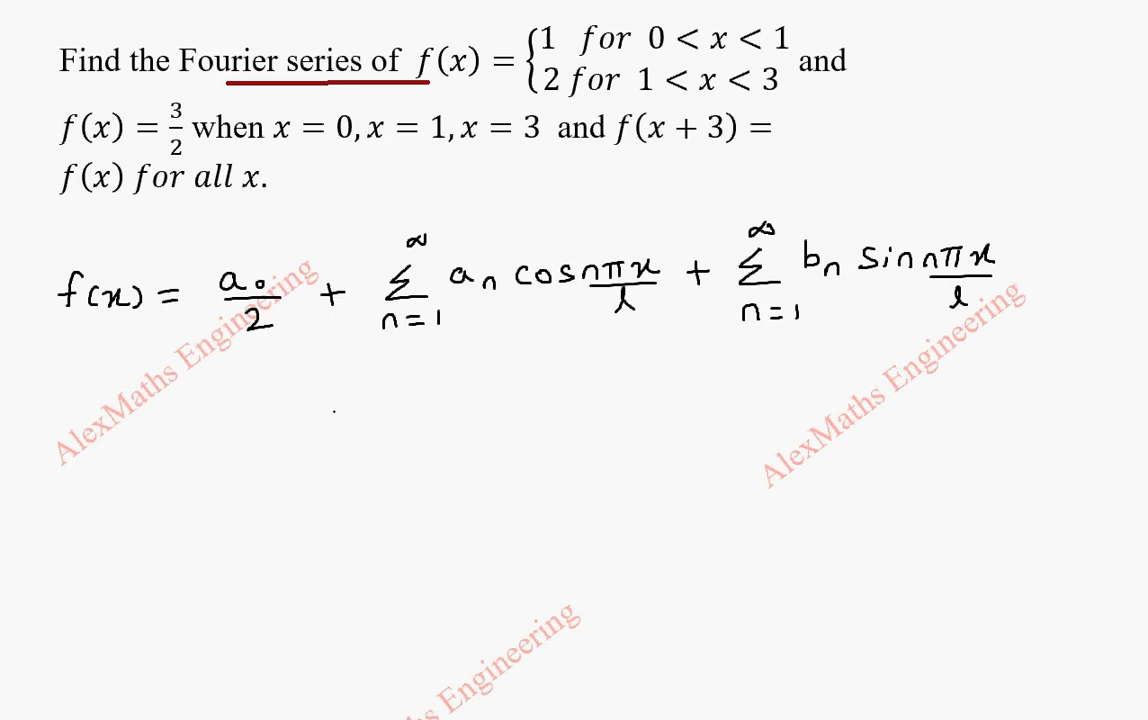 Find the Fourier series of f(x) = {1 for 0 < x < 1 and
2 for 1 < x < 3
f(x) = 3/2 when x = 0, x = 1, x = 3 and f(x + 3) =
f(x) for all x.
f(x) = a₀/2 + ∞∑n=1 aₙ cos nπx/l + ∞∑n=1 bₙ sin nπx/l
AlexMaths Engineering
AlexMaths Engineering
hs Engineering